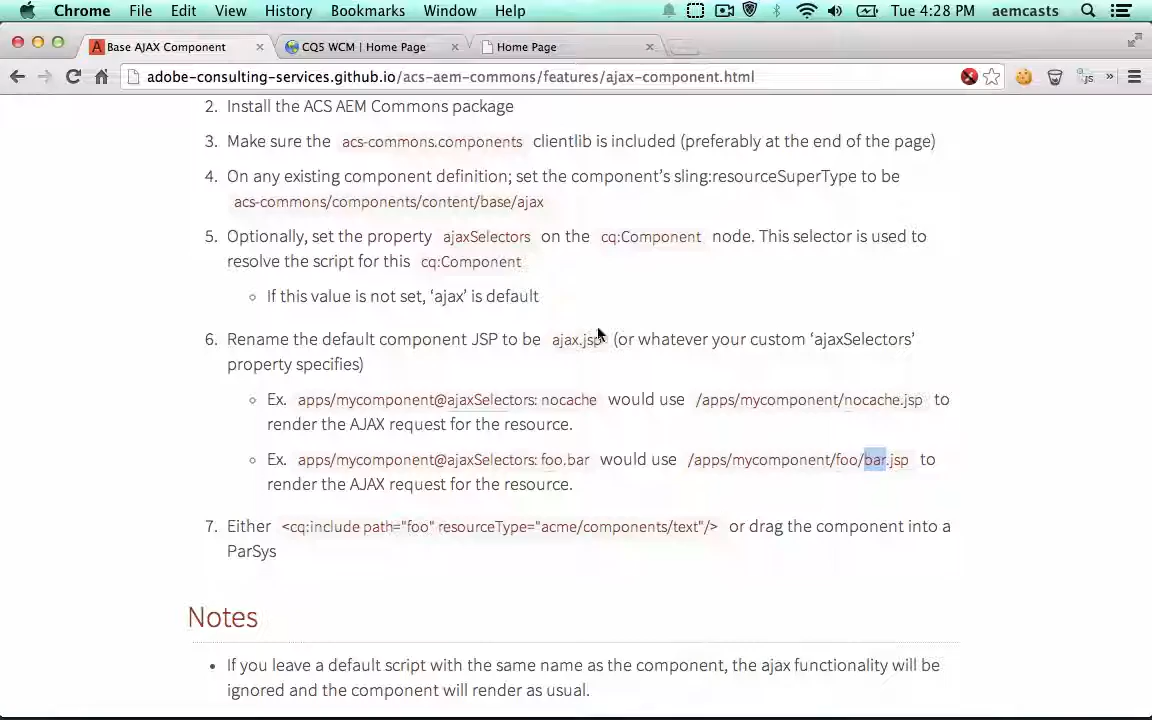 Chrome File Edit View History Bookmarks Window Help Tue 4:28 PM aemcasts
Base AJAX Component CQ5 WCM | Home Page Home Page
adobe-consulting-services.github.io/acs-aem-commons/features/ajax-component.html
2. Install the ACS AEM Commons package
3. Make sure the acs-commons.components clientlib is included (preferably at the end of the page)
4. On any existing component definition; set the component’s sling:resourceSuperType to be
acs-commons/components/content/base/ajax
5. Optionally, set the property ajaxSelectors on the cq:Component node. This selector is used to
resolve the script for this cq:Component
If this value is not set, ‘ajax’ is default
6. Rename the default component JSP to be ajax.jsp (or whatever your custom ‘ajaxSelectors’
property specifies)
Ex. apps/mycomponent@ajaxSelectors: nocache would use /apps/mycomponent/nocache.jsp to
render the AJAX request for the resource.
Ex. apps/mycomponent@ajaxSelectors: foo.bar would use /apps/mycomponent/foo/bar.jsp to
render the AJAX request for the resource.
7. Either <cq:include path="foo" resourceType="acme/components/text"/> or drag the component into a
ParSys
Notes
If you leave a default script with the same name as the component, the ajax functionality will be
ignored and the component will render as usual.